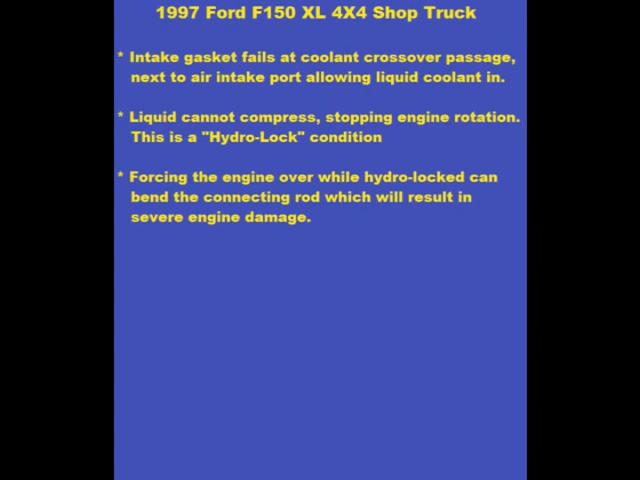 1997 Ford F150 XL 4X4 Shop Truck
* Intake gasket fails at coolant crossover passage,
next to air intake port allowing liquid coolant in.
* Liquid cannot compress, stopping engine rotation.
This is a "Hydro-Lock" condition
* Forcing the engine over while hydro-locked can
bend the connecting rod which will result in
severe engine damage.